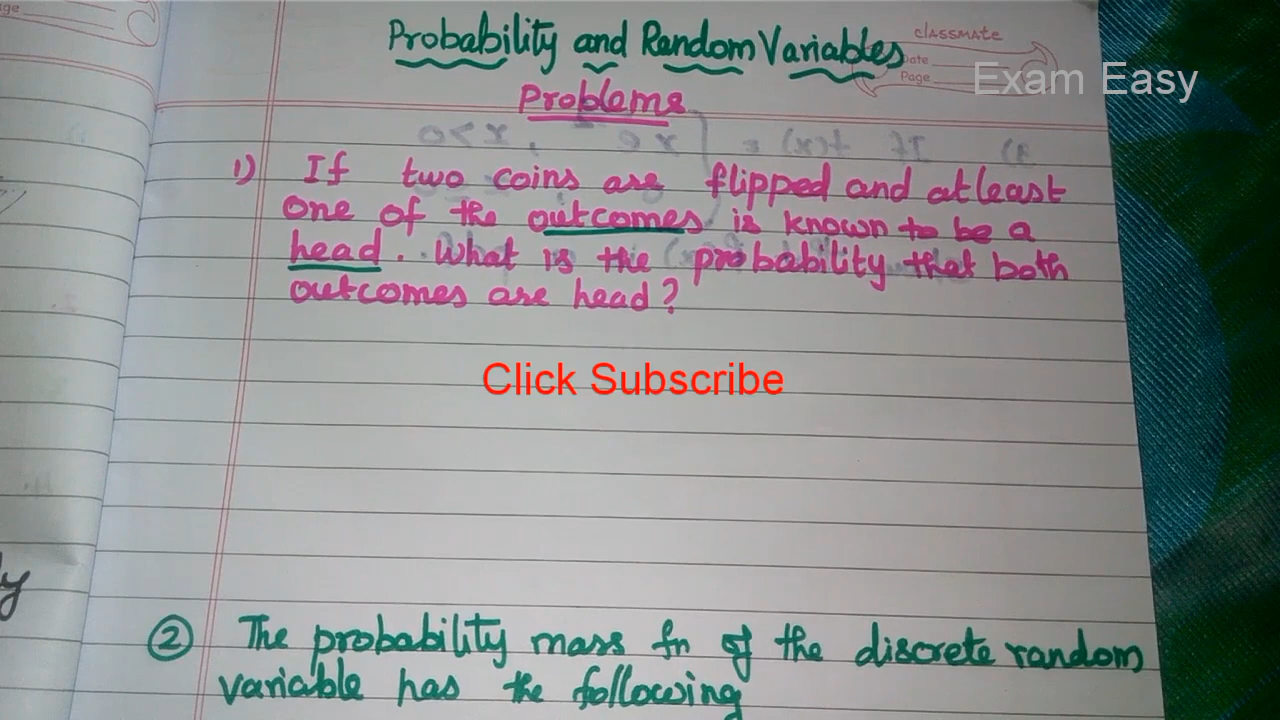 Probability and Random Variables
classmate
Date
Page
Exam Easy
Problems
1) If two coins are flipped and atleast
one of the outcomes is known to be a
head. What is the probability that both
outcomes are head?
Click Subscribe
② The probability mass fn of the discrete random
variable has the following